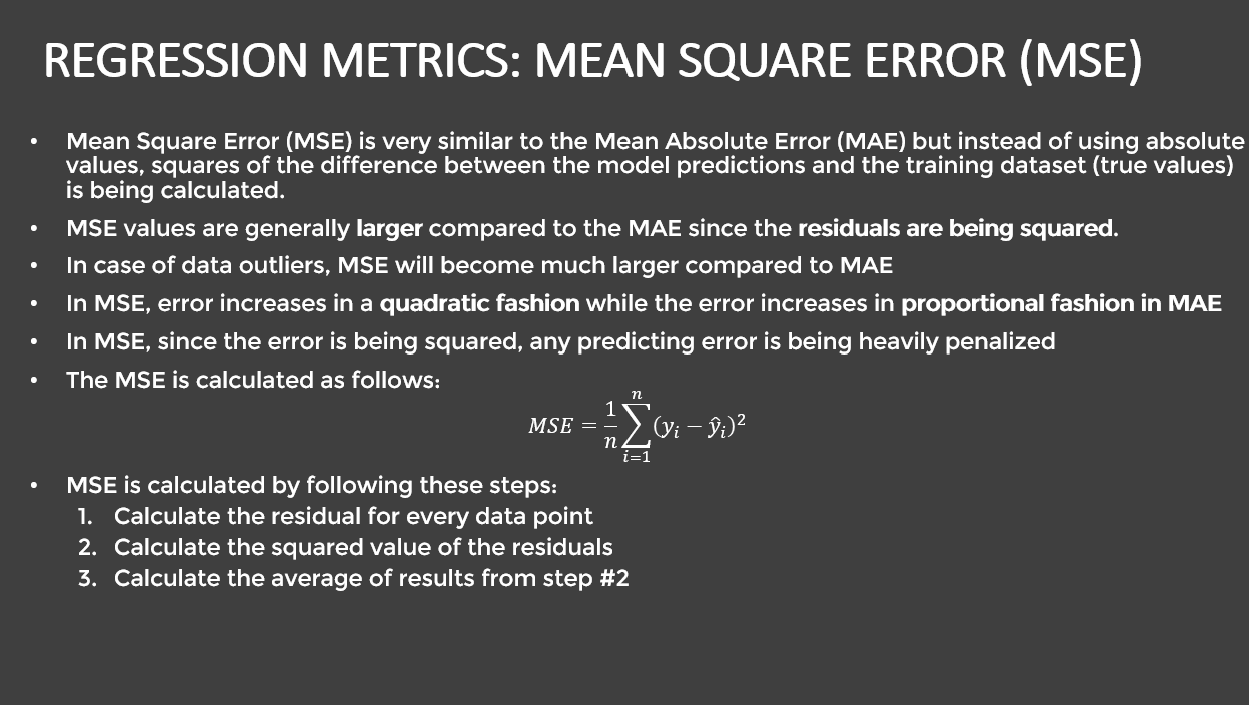 REGRESSION METRICS: MEAN SQUARE ERROR (MSE)
• Mean Square Error (MSE) is very similar to the Mean Absolute Error (MAE) but instead of using absolute
values, squares of the difference between the model predictions and the training dataset (true values)
is being calculated.
• MSE values are generally larger compared to the MAE since the residuals are being squared.
• In case of data outliers, MSE will become much larger compared to MAE
• In MSE, error increases in a quadratic fashion while the error increases in proportional fashion in MAE
• In MSE, since the error is being squared, any predicting error is being heavily penalized
• The MSE is calculated as follows:
$MSE = \frac{1}{n}\sum_{i=1}^{n}(y_i - \hat{y}_i)^2$
• MSE is calculated by following these steps:
1. Calculate the residual for every data point
2. Calculate the squared value of the residuals
3. Calculate the average of results from step #2